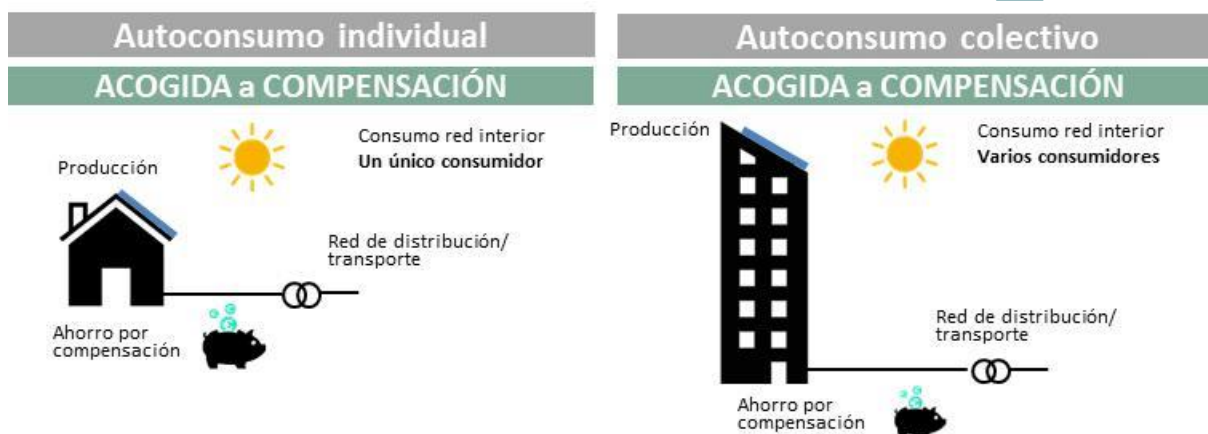 Autoconsumo individual
ACOGIDA a COMPENSACIÓN
Producción
Consumo red interior
Un único consumidor
Red de distribución/
transporte
Ahorro por
compensación
Autoconsumo colectivo
ACOGIDA a COMPENSACIÓN
Producción
Consumo red interior
Varios consumidores
Red de distribución/
transporte
Ahorro por
compensación